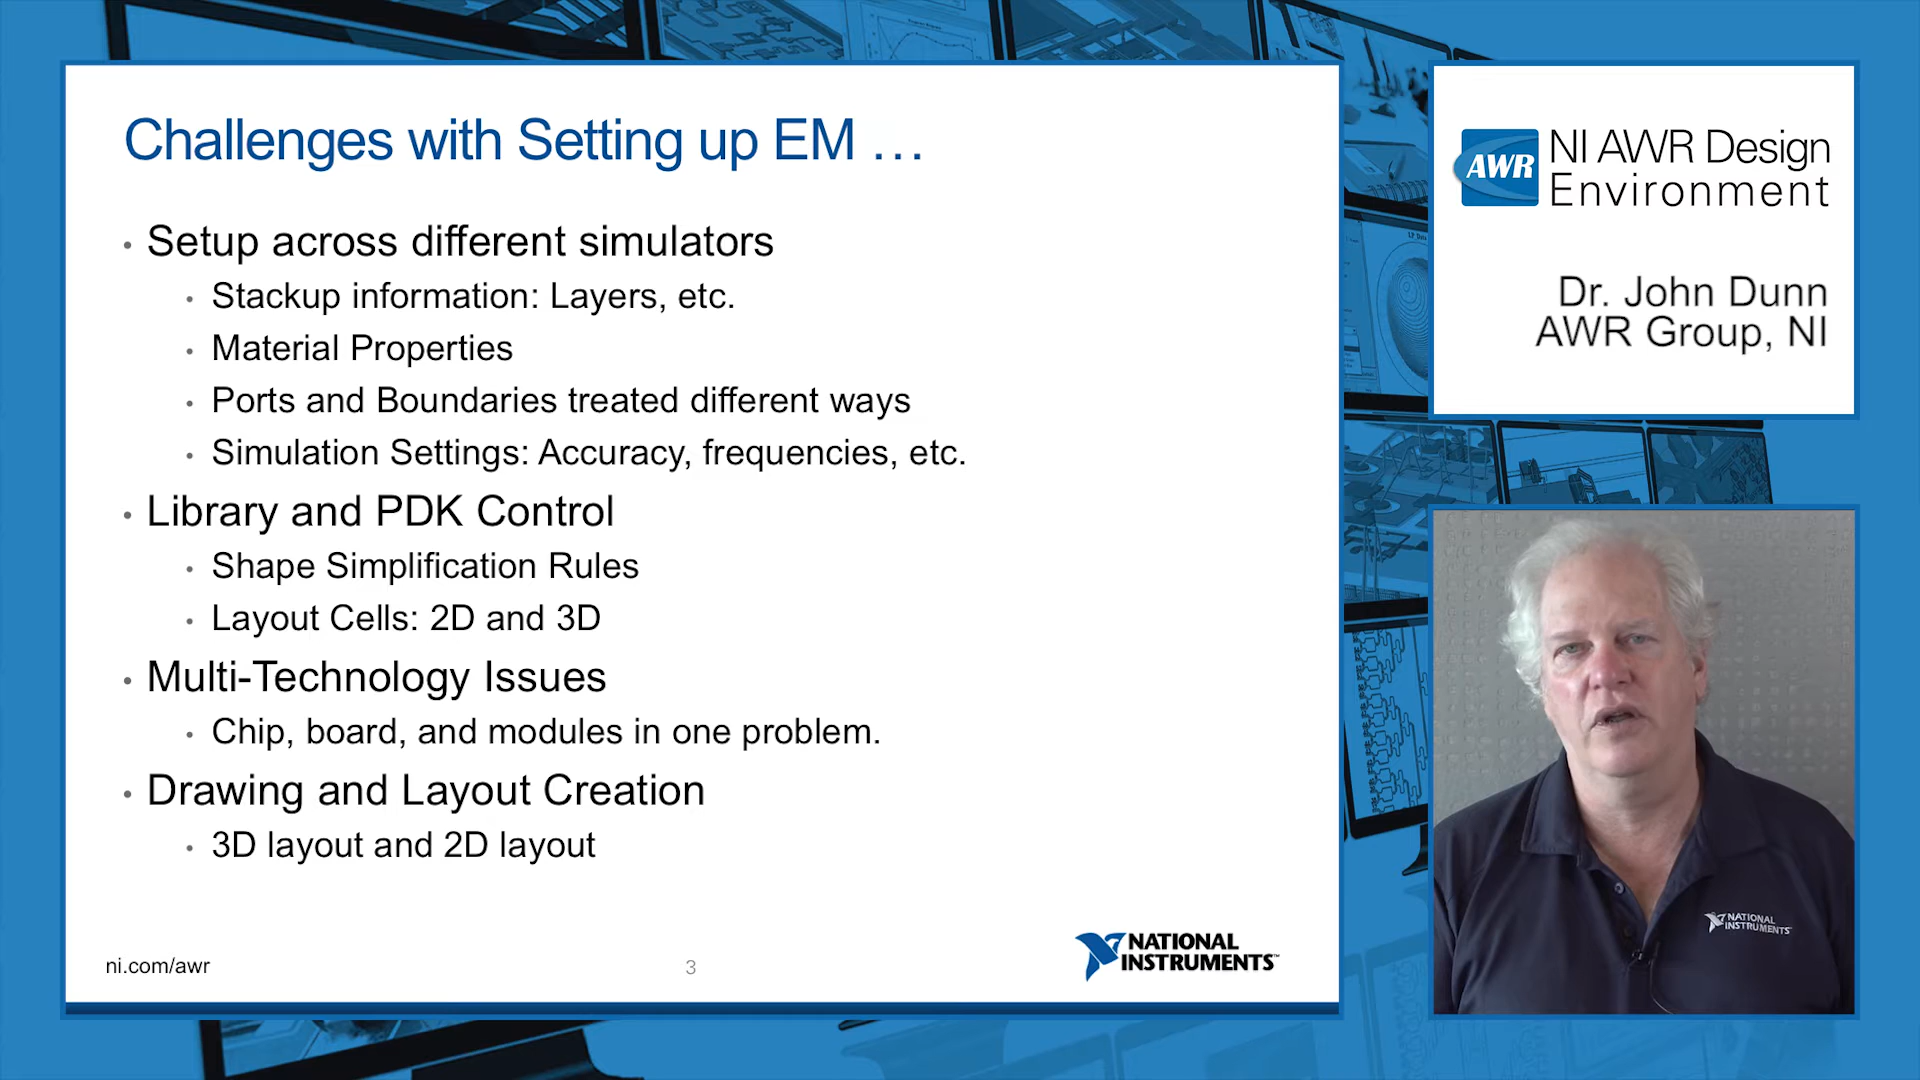 Challenges with Setting up EM …
• Setup across different simulators
• Stackup information: Layers, etc.
• Material Properties
• Ports and Boundaries treated different ways
• Simulation Settings: Accuracy, frequencies, etc.
• Library and PDK Control
• Shape Simplification Rules
• Layout Cells: 2D and 3D
• Multi-Technology Issues
• Chip, board, and modules in one problem.
• Drawing and Layout Creation
• 3D layout and 2D layout
ni.com/awr
3
NATIONAL
INSTRUMENTS™
AWR
NI AWR Design
Environment
Dr. John Dunn
AWR Group, NI
NATIONAL
INSTRUMENTS